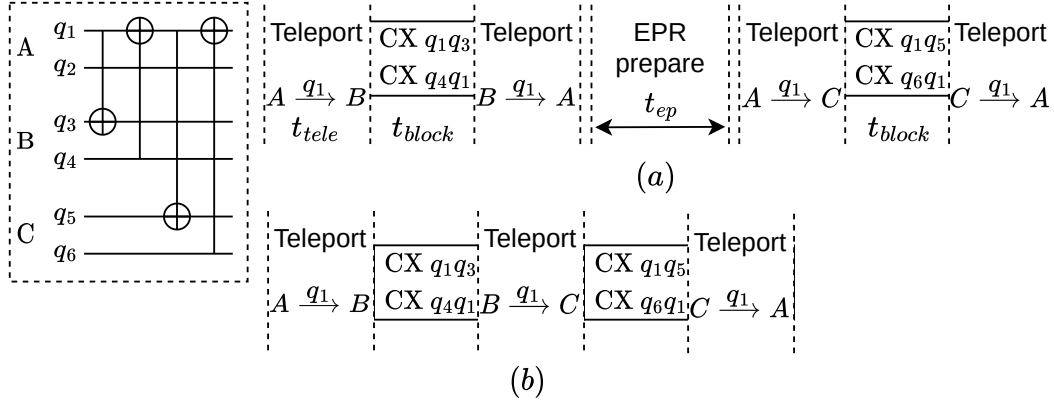 A
q₁
q₂
B
q₃
q₄
C
q₅
q₆
Teleport
A —q₁→ B
t_tele
CX q₁q₃
CX q₄q₁
t_block
Teleport
B —q₁→ A
EPR
prepare
t_ep
Teleport
A —q₁→ C
CX q₁q₅
CX q₆q₁
t_block
Teleport
C —q₁→ A
(a)
Teleport
A —q₁→ B
CX q₁q₃
CX q₄q₁
Teleport
B —q₁→ C
CX q₁q₅
CX q₆q₁
Teleport
C —q₁→ A
(b)